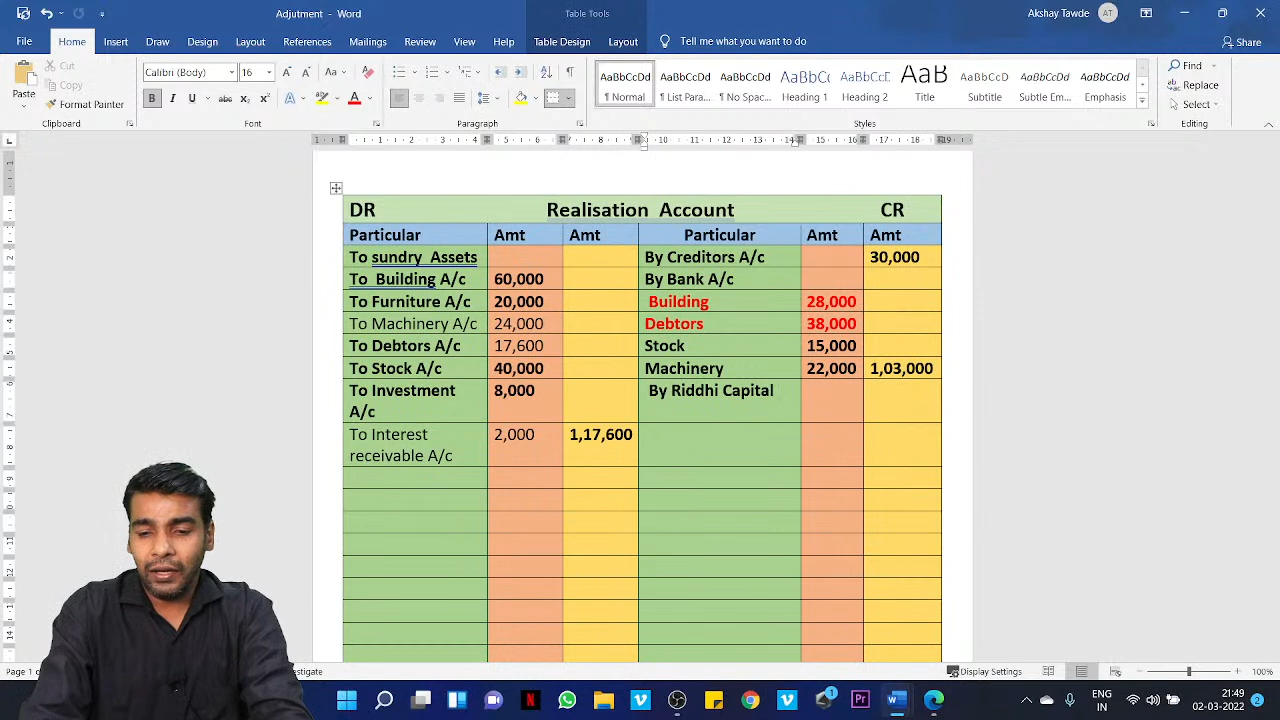 Document1 - Word
Table Tools
Akshay Tawde
AT
File Home Insert Draw Design Layout References Mailings Review View Help Table Design Layout Tell me what you want to do Share
Paste
Cut
Copy
Format Painter
Clipboard
Calibri (Body) 16
Font
Paragraph
AaBbCcDd AaBbCcDd AaBbCcDd AaBbCc AaBbCcD AaB AaBbCcD AaBbCcDd AaBbCcDd
¶ Normal ¶ List Para... ¶ No Spac... Heading 1 Heading 2 Title Subtitle Subtle Em... Emphasis
Styles
Find
Replace
Select
Editing
DR Realisation Account CR
Particular Amt Amt Particular Amt Amt
To sundry Assets By Creditors A/c 30,000
To Building A/c 60,000 By Bank A/c
To Furniture A/c 20,000 Building 28,000
To Machinery A/c 24,000 Debtors 38,000
To Debtors A/c 17,600 Stock 15,000
To Stock A/c 40,000 Machinery 22,000 1,03,000
To Investment
A/c 8,000 By Riddhi Capital
To Interest
receivable A/c 2,000 1,17,600
Page 1
Display Settings
100%
ENG
IN
21:49
02-03-2022